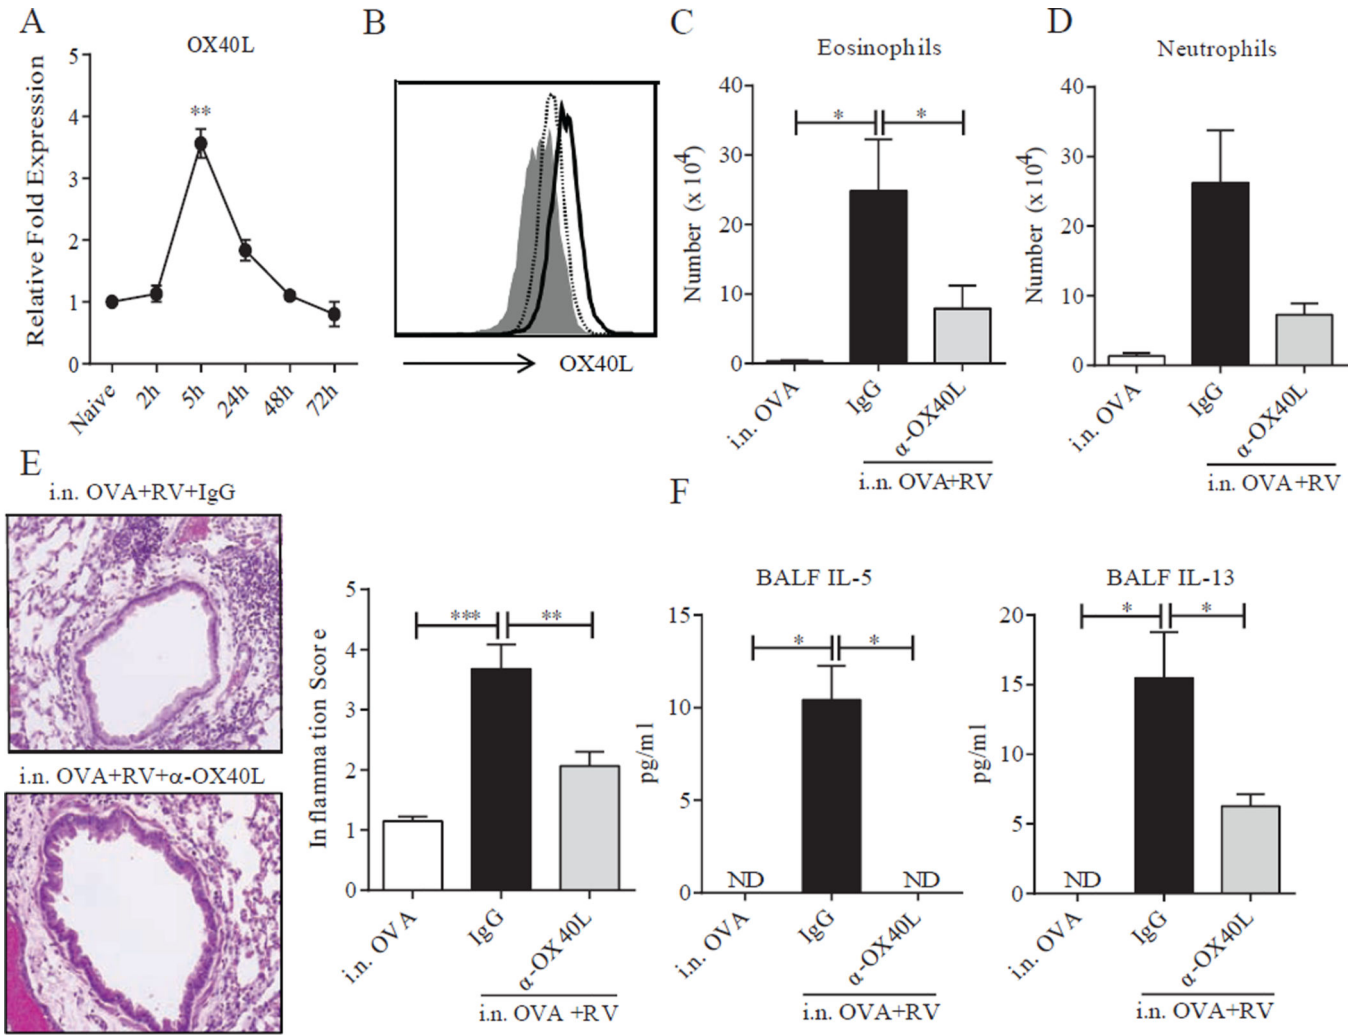 A
OX40L
Relative Fold Expression
5
4
3
2
1
0
**
Naive
2h
5h
24h
48h
72h
B
OX40L
C
Eosinophils
Number (x 10^4)
40
30
20
10
0
*
*
i.n. OVA
IgG
α-OX40L
i..n. OVA+RV
D
Neutrophils
Number (x 10^4)
40
30
20
10
0
i.n. OVA
IgG
α-OX40L
i.n. OVA+RV
E
i.n. OVA+RV+IgG
i.n. OVA+RV+α-OX40L
Inflammation Score
5
4
3
2
1
0
***
**
i.n. OVA
IgG
α-OX40L
i.n. OVA+RV
F
BALF IL-5
pg/ml
15
10
5
0
*
*
ND
ND
i.n. OVA
IgG
α-OX40L
i.n. OVA+RV
BALF IL-13
pg/ml
20
15
10
5
0
*
*
ND
i.n. OVA
IgG
α-OX40L
i.n. OVA+RV